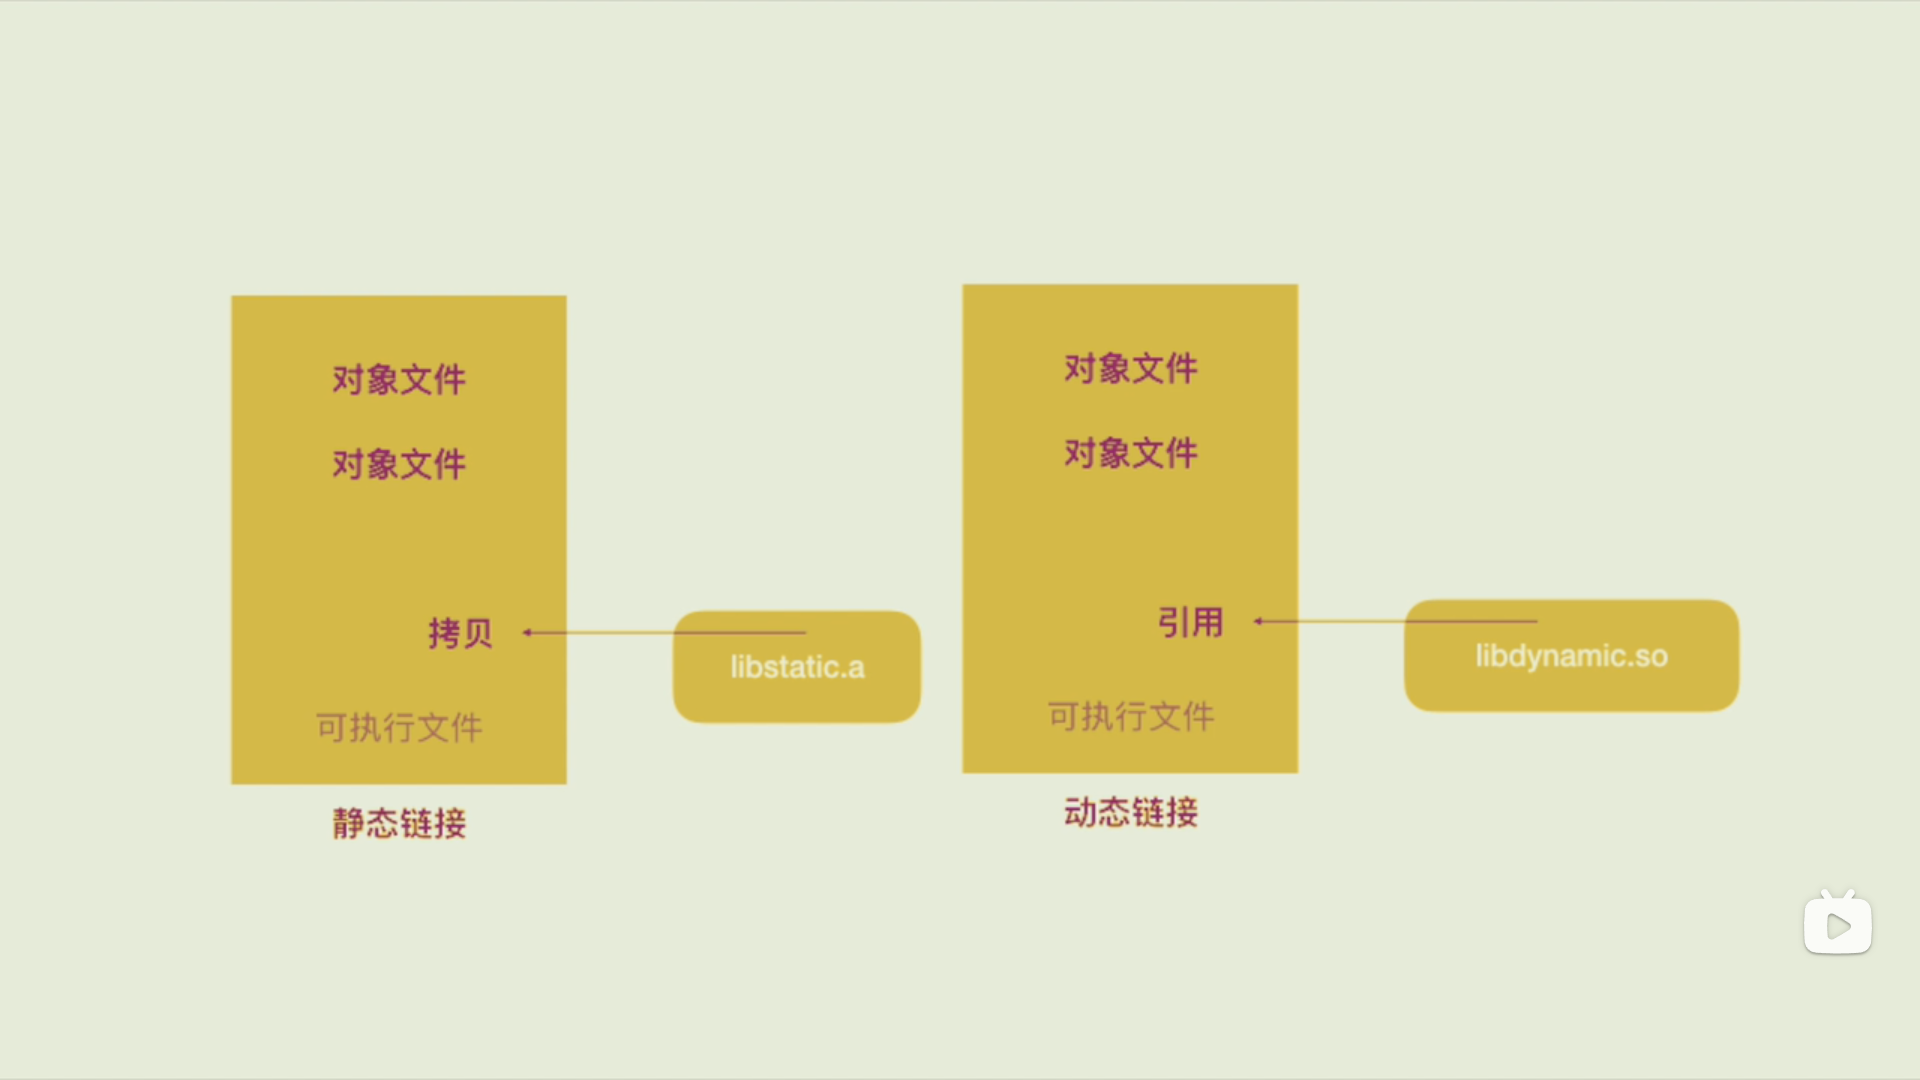 对象文件
对象文件
拷贝
libstatic.a
可执行文件
静态链接
对象文件
对象文件
引用
libdynamic.so
可执行文件
动态链接